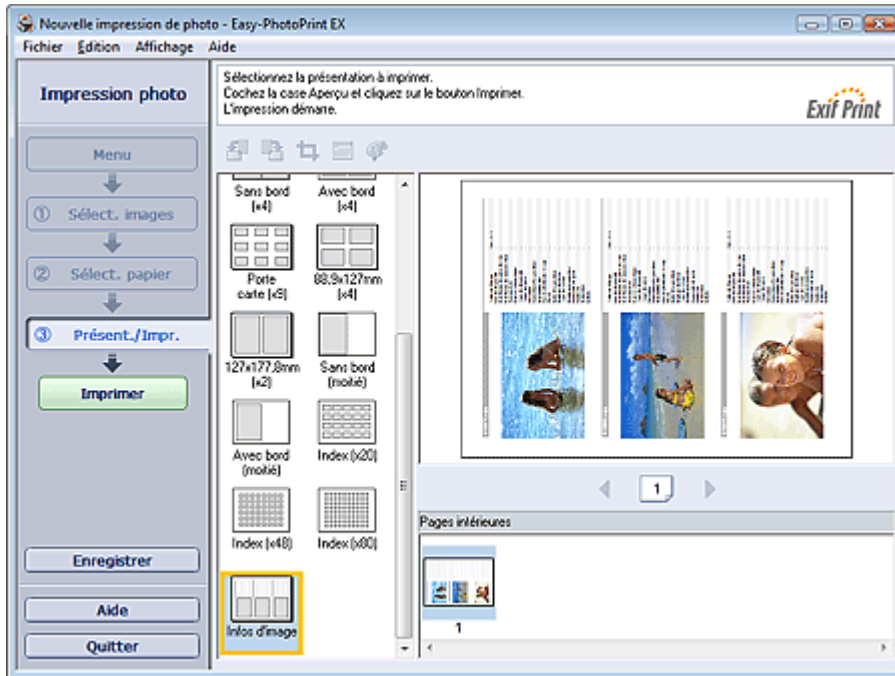 Nouvelle impression de photo - Easy-PhotoPrint EX
Fichier Édition Affichage Aide
Impression photo
Sélectionnez la présentation à imprimer.
Cochez la case Aperçu et cliquez sur le bouton Imprimer.
L'impression démarre.
Exif Print
Menu
① Sélect. images
② Sélect. papier
③ Présent./Impr.
Imprimer
Enregistrer
Aide
Quitter
Sans bord (x4)
Avec bord (x4)
Porte carte (x9)
88.9x127mm (x4)
127x177.8mm (x2)
Sans bord (moitié)
Avec bord (moitié)
Index (x20)
Index (x48)
Index (x80)
Infos d'image
1
Pages intérieures
1